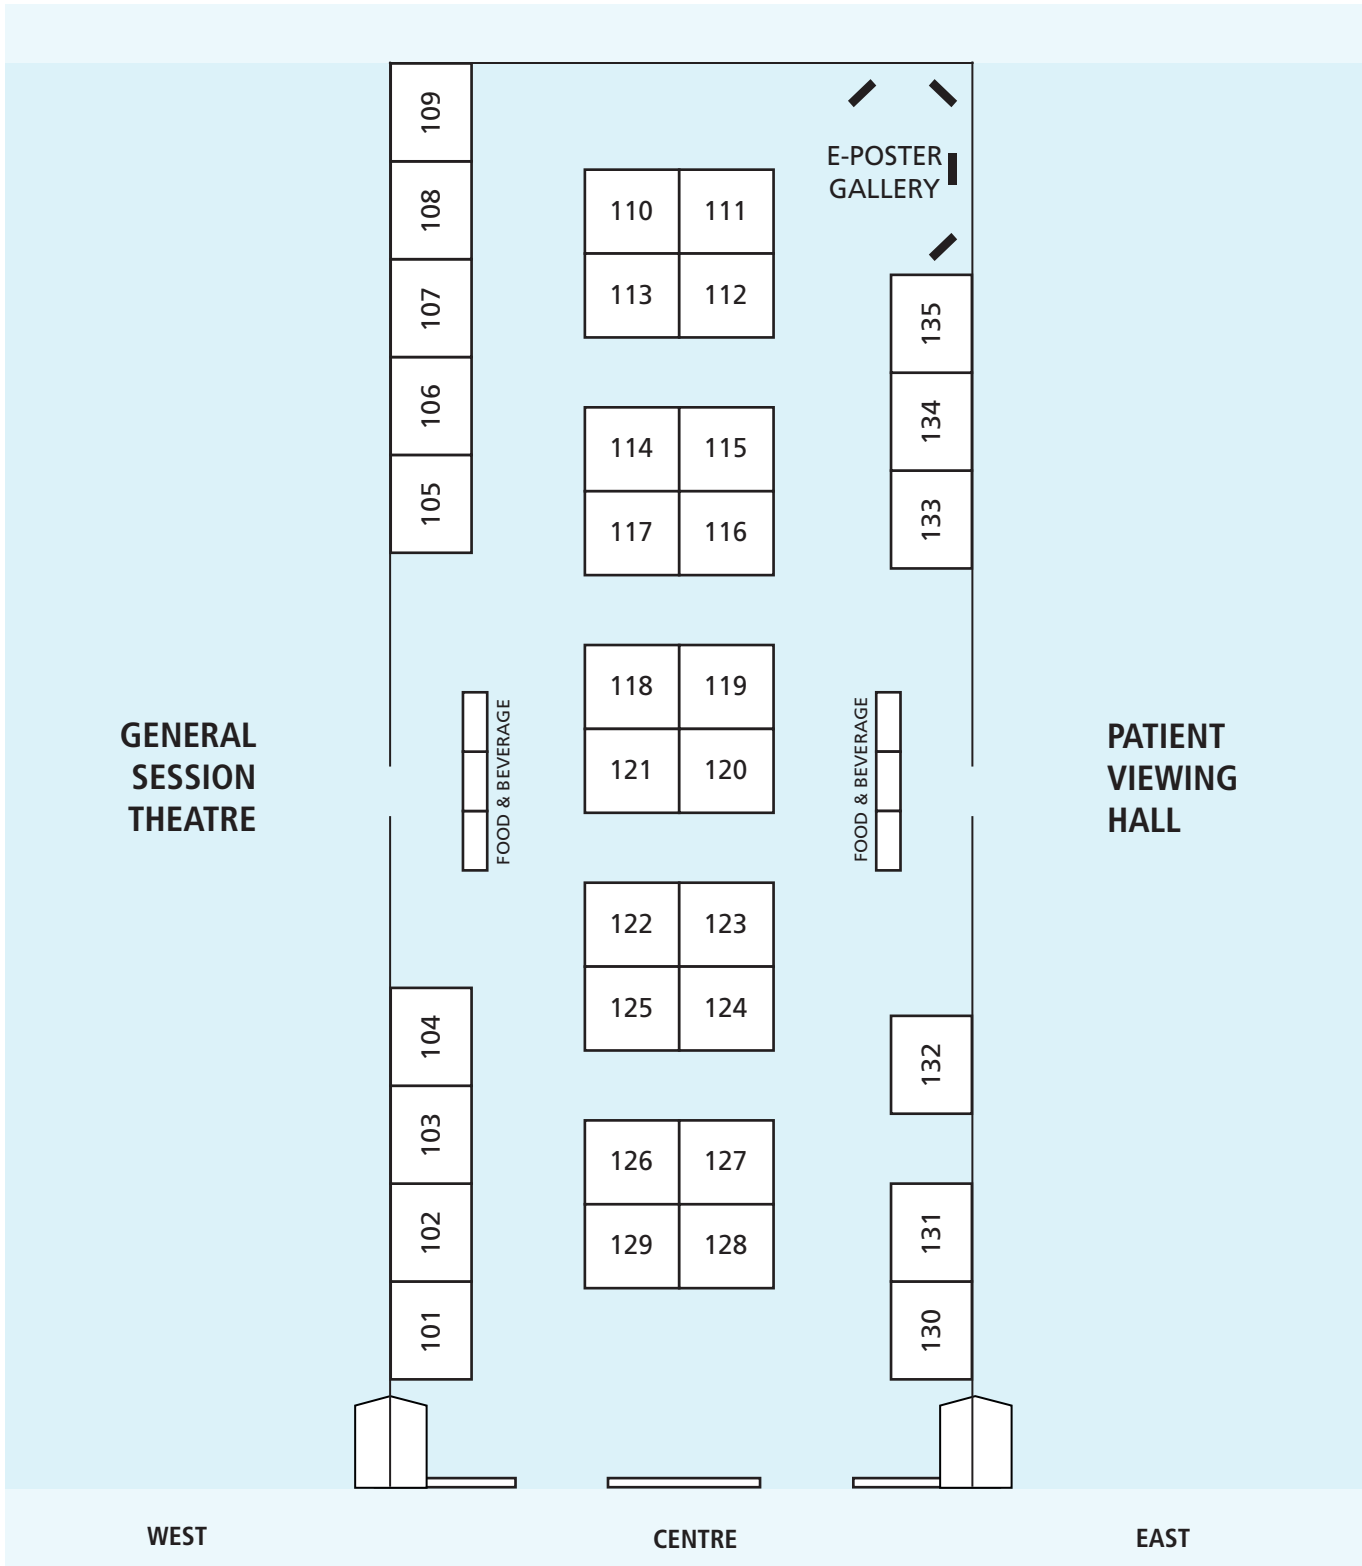 109
108
107
106
105
104
103
102
101
110 111
113 112
114 115
117 116
118 119
121 120
122 123
125 124
126 127
129 128
E-POSTER
GALLERY
135
134
133
132
131
130
FOOD & BEVERAGE
FOOD & BEVERAGE
GENERAL
SESSION
THEATRE
PATIENT
VIEWING
HALL
WEST
CENTRE
EAST